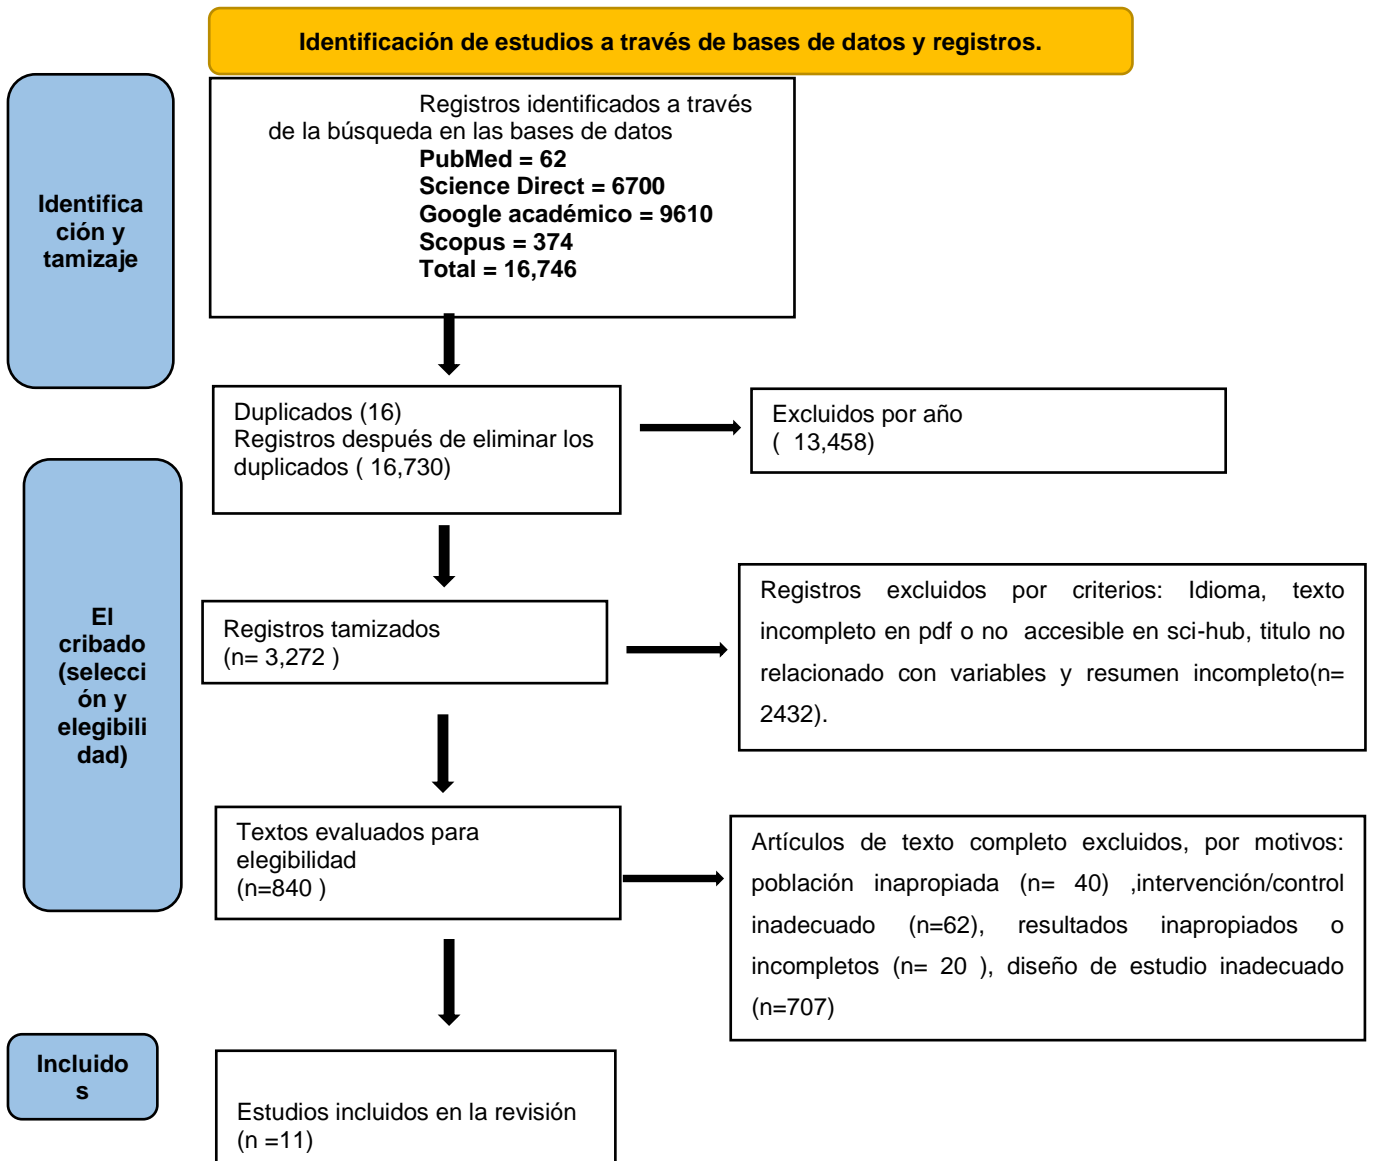 Identificación de estudios a través de bases de datos y registros.
Identifica
ción y
tamizaje
Registros identificados a través
de la búsqueda en las bases de datos
PubMed = 62
Science Direct = 6700
Google académico = 9610
Scopus = 374
Total = 16,746
Duplicados (16)
Registros después de eliminar los
duplicados ( 16,730)
Excluidos por año
( 13,458)
El
cribado
(selecci
ón y
elegibili
dad)
Registros tamizados
(n= 3,272 )
Registros excluidos por criterios: Idioma, texto
incompleto en pdf o no accesible en sci-hub, titulo no
relacionado con variables y resumen incompleto(n=
2432).
Textos evaluados para
elegibilidad
(n=840 )
Artículos de texto completo excluidos, por motivos:
población inapropiada (n= 40) ,intervención/control
inadecuado (n=62), resultados inapropiados o
incompletos (n= 20 ), diseño de estudio inadecuado
(n=707)
Incluido
s
Estudios incluidos en la revisión
(n =11)